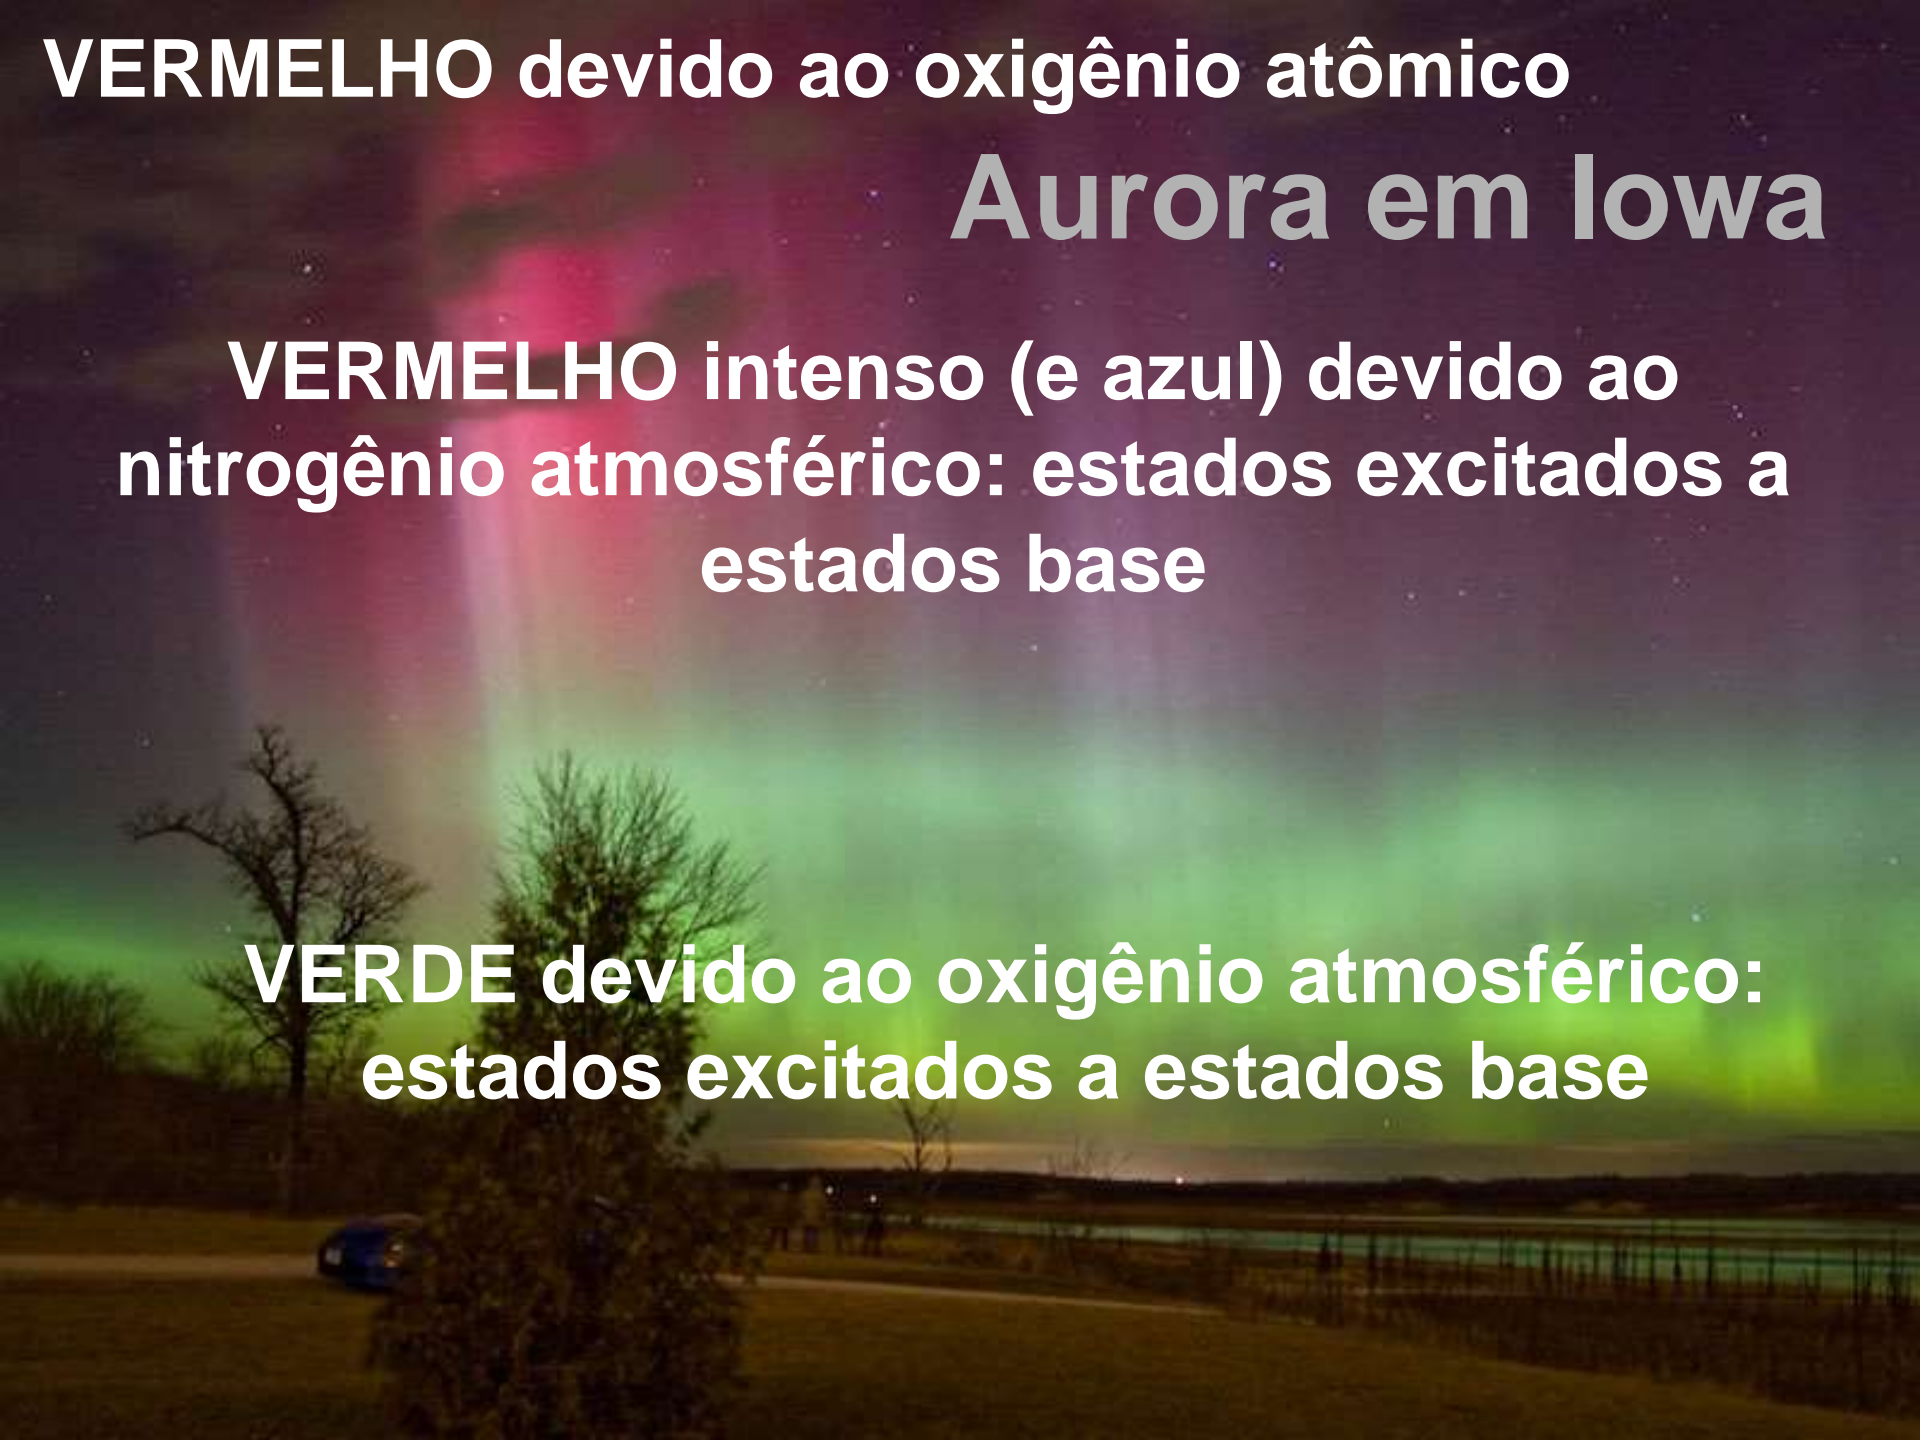 VERMELHO devido ao oxigênio atômico
Aurora em Iowa
VERMELHO intenso (e azul) devido ao
nitrogênio atmosférico: estados excitados a
estados base
VERDE devido ao oxigênio atmosférico:
estados excitados a estados base